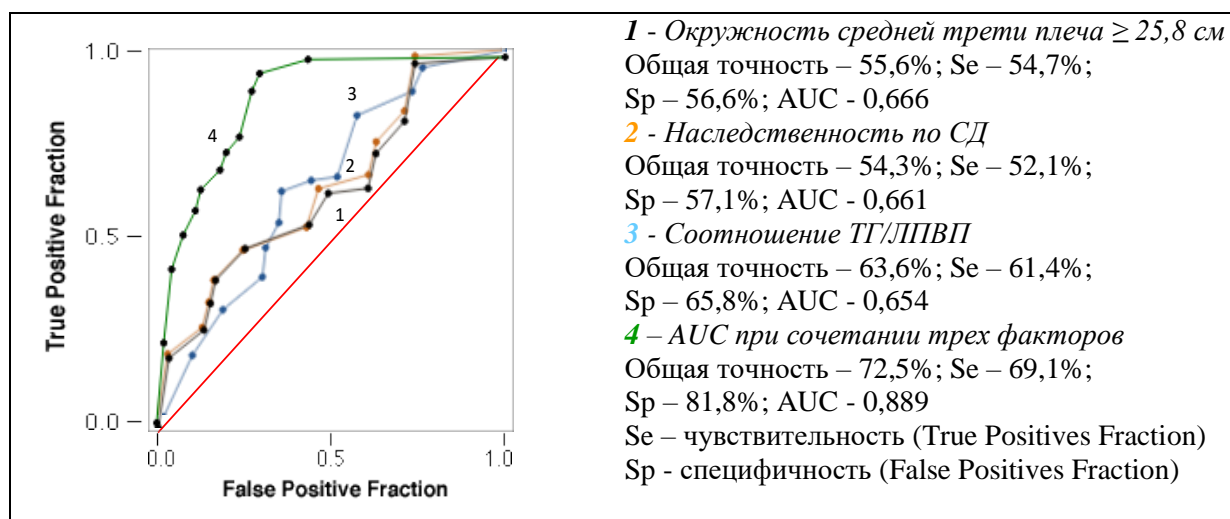 1.0
0.5
0.0
True Positive Fraction
4
3
2
1
0.0 0.5 1.0
False Positive Fraction
1 - Окружность средней трети плеча ≥ 25,8 см
Общая точность – 55,6%; Se – 54,7%;
Sp – 56,6%; AUC - 0,666
2 - Наследственность по СД
Общая точность – 54,3%; Se – 52,1%;
Sp – 57,1%; AUC - 0,661
3 - Соотношение ТГ/ЛПВП
Общая точность – 63,6%; Se – 61,4%;
Sp – 65,8%; AUC - 0,654
4 – AUC при сочетании трех факторов
Общая точность – 72,5%; Se – 69,1%;
Sp – 81,8%; AUC - 0,889
Se – чувствительность (True Positives Fraction)
Sp - специфичность (False Positives Fraction)